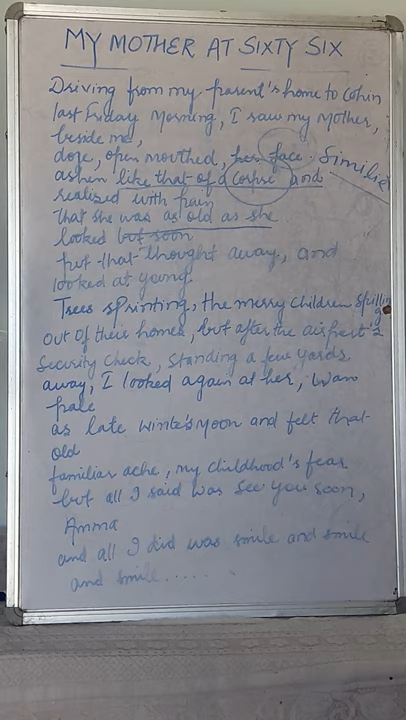 MY MOTHER AT SIXTY SIX
Driving from my parent's home to Cohin
last Friday Morning, I saw my Mother,
beside me,
doze, open mouthed, her face. Similie
ashen like that of a corpse and
realized with pain
that she was as old as she
looked but soon
put that thought away, and
looked at young.
Trees sprinting, the merry children spilling
out of their homes, but after the airport's
Security check, standing a few yards
away, I looked again at her, wan
pale
as late winter's Moon and felt that
old
familiar ache, my childhood's fear
but all I said was See you soon,
Amma
and all I did was smile and smile
and smile......